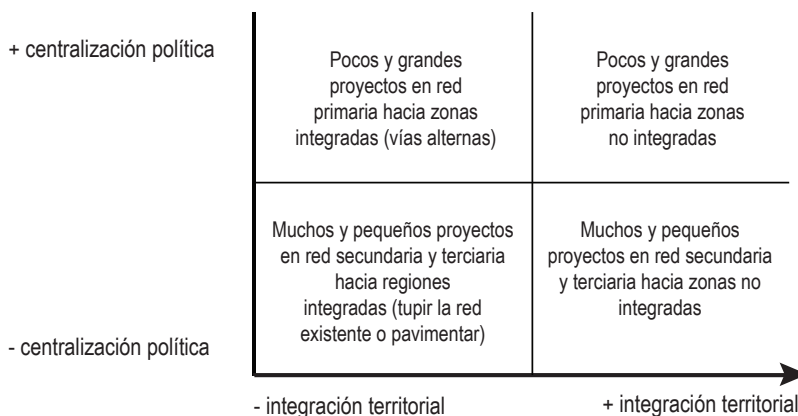 + centralización política
Pocos y grandes
proyectos en red
primaria hacia zonas
integradas (vías alternas)
Pocos y grandes
proyectos en red
primaria hacia zonas
no integradas
Muchos y pequeños proyectos
en red secundaria y terciaria
hacia regiones
integradas (tupir la red
existente o pavimentar)
Muchos y pequeños
proyectos en red secundaria
y terciaria hacia zonas no
integradas
- centralización política
- integración territorial
+ integración territorial